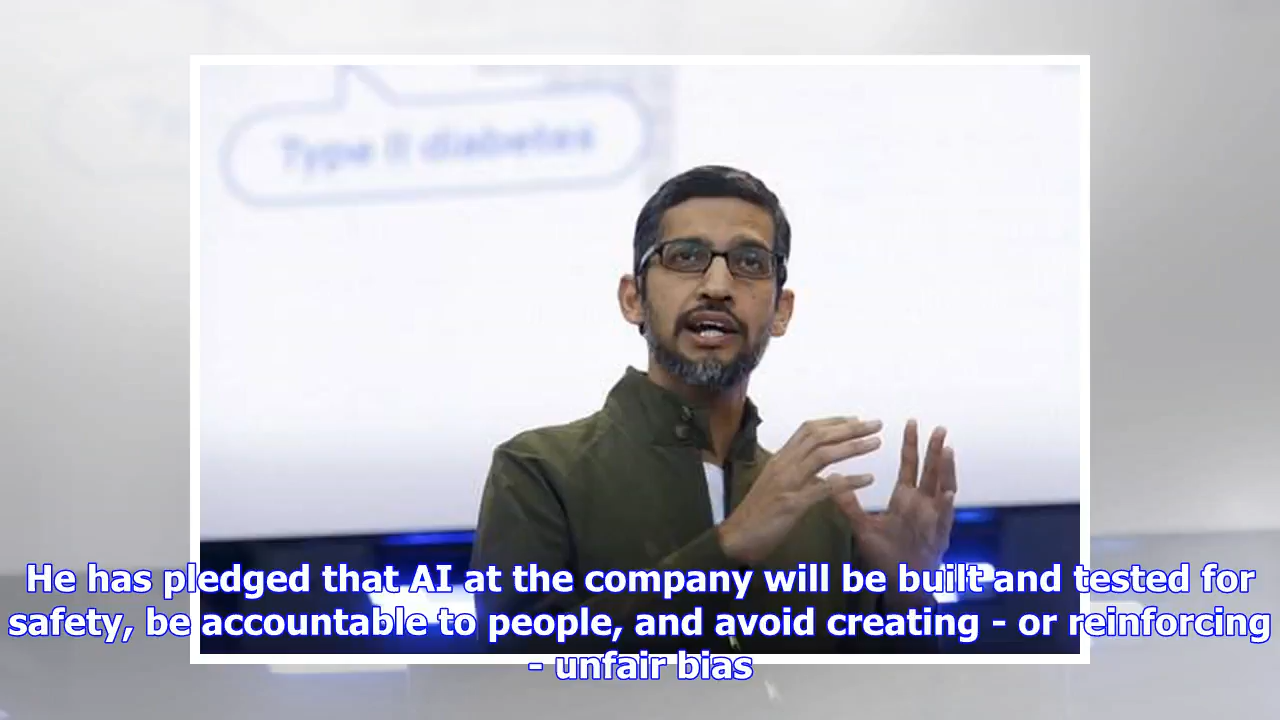 Type II diabetes
He has pledged that AI at the company will be built and tested for
safety, be accountable to people, and avoid creating - or reinforcing
- unfair bias